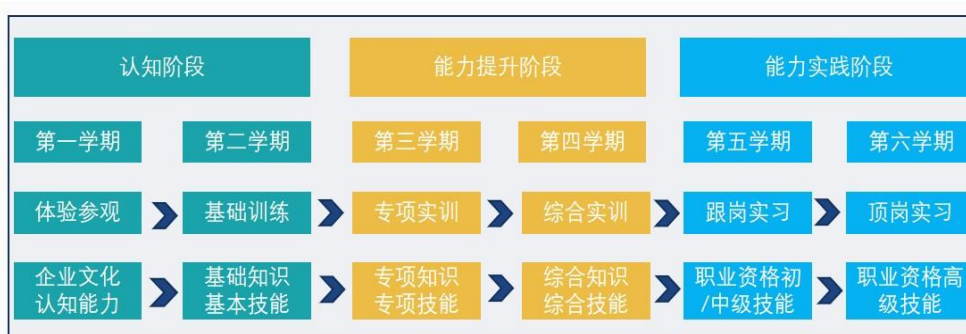 认知阶段
能力提升阶段
能力实践阶段
第一学期
第二学期
第三学期
第四学期
第五学期
第六学期
体验参观
基础训练
专项实训
综合实训
跟岗实习
顶岗实习
企业文化
认知能力
基础知识
基本技能
专项知识
专项技能
综合知识
综合技能
职业资格初
/中级技能
职业资格高
级技能